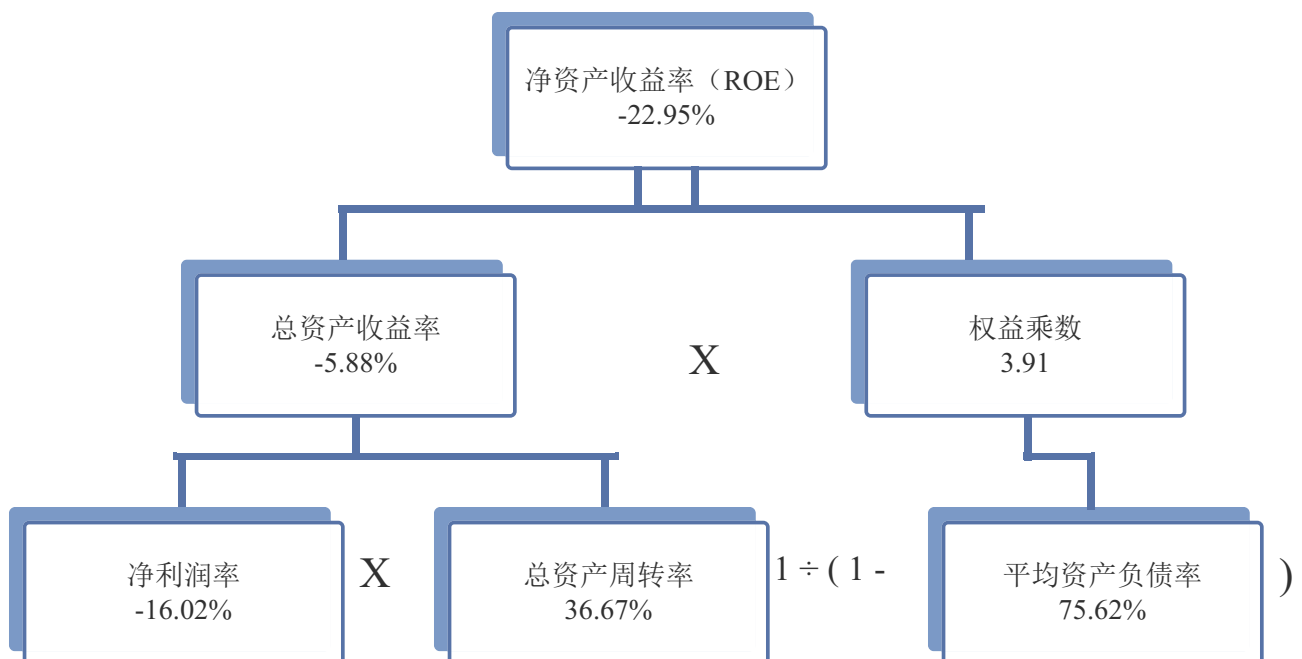 净资产收益率（ROE）
-22.95%
总资产收益率
-5.88%
X
权益乘数
3.91
净利润率
-16.02%
X
总资产周转率
36.67%
1 ÷ ( 1 -
平均资产负债率
75.62%
)